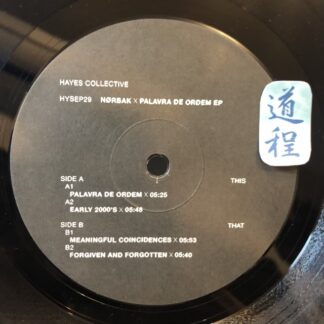 HAYES COLLECTIVE
HYSEP29 NØRBAK × PALAVRA DE ORDEM EP
SIDE A THIS
A1
PALAVRA DE ORDEM × 05:25
A2
EARLY 2000'S × 05:45
SIDE B THAT
B1
MEANINGFUL COINCIDENCES × 05:53
B2
FORGIVEN AND FORGOTTEN × 05:40
道程